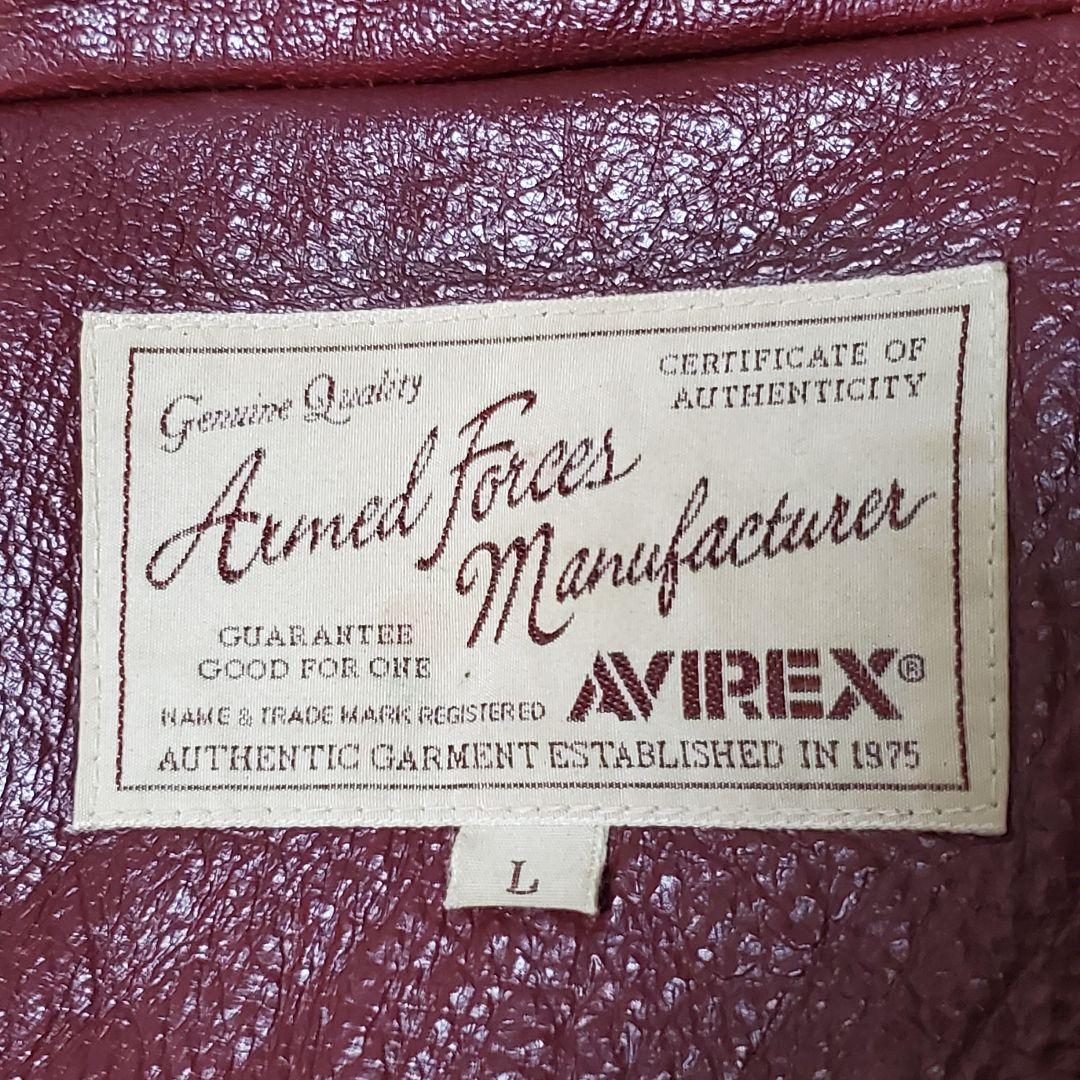 Genuine Quality
CERTIFICATE OF
AUTHENTICITY
Armed Forces
Manufacturer
GUARANTEE
GOOD FOR ONE
NAME & TRADE MARK REGISTERED
AVIREX®
AUTHENTIC GARMENT ESTABLISHED IN 1975
L